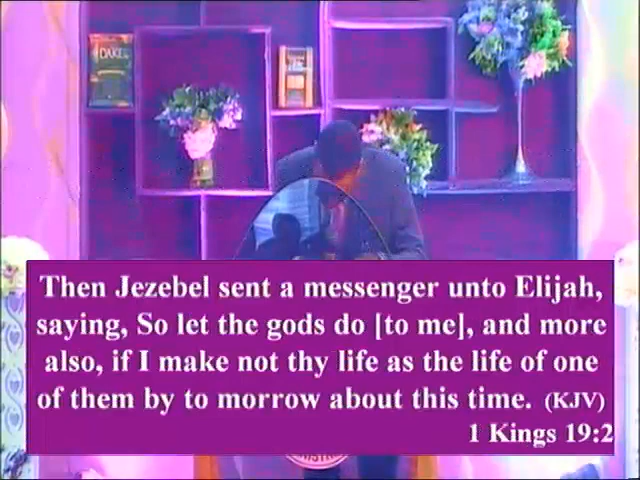 DAKE
Then Jezebel sent a messenger unto Elijah,
saying, So let the gods do [to me], and more
also, if I make not thy life as the life of one
of them by to morrow about this time. (KJV)
1 Kings 19:2